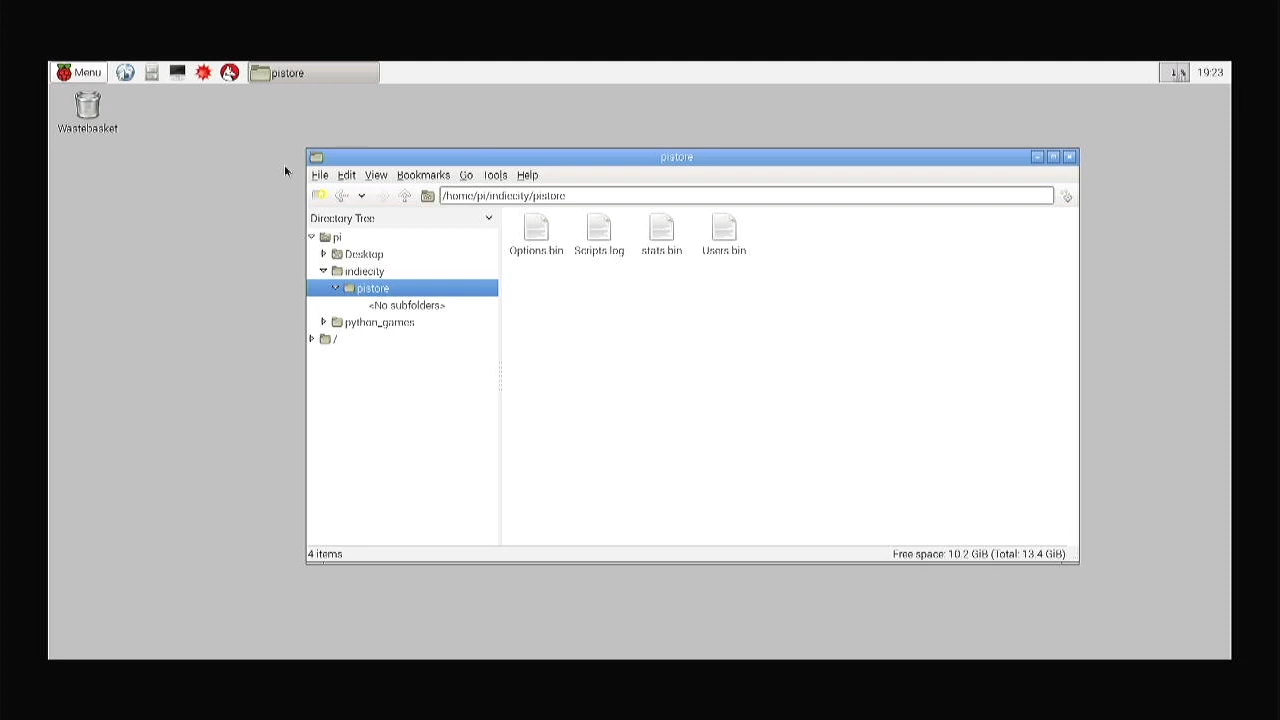 Menu
pistore
19:23
Wastebasket
pistore
File Edit View Bookmarks Go Tools Help
/home/pi/indiecity/pistore
Directory Tree
pi
Desktop
indiecity
pistore
<No subfolders>
python_games
/
Options.bin Scripts.log stats.bin Users.bin
4 items
Free space: 10.2 GiB (Total: 13.4 GiB)